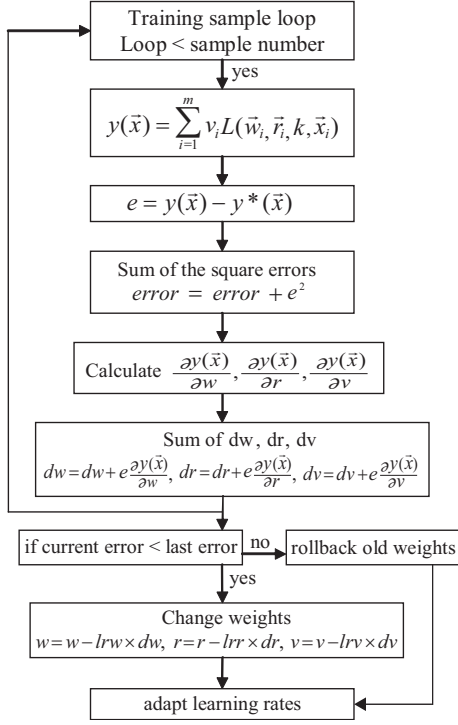 Training sample loop
Loop < sample number
yes
y(x⃗) = ∑_{i=1}^{m} v_i L(w⃗_i, r⃗_i, k, x⃗_i)
e = y(x⃗) − y*(x⃗)
Sum of the square errors
error = error + e²
Calculate ∂y(x⃗)/∂w, ∂y(x⃗)/∂r, ∂y(x⃗)/∂v
Sum of dw, dr, dv
dw = dw + e ∂y(x⃗)/∂w, dr = dr + e ∂y(x⃗)/∂r, dv = dv + e ∂y(x⃗)/∂v
if current error < last error
no
rollback old weights
yes
Change weights
w = w − lrw × dw, r = r − lrr × dr, v = v − lrv × dv
adapt learning rates